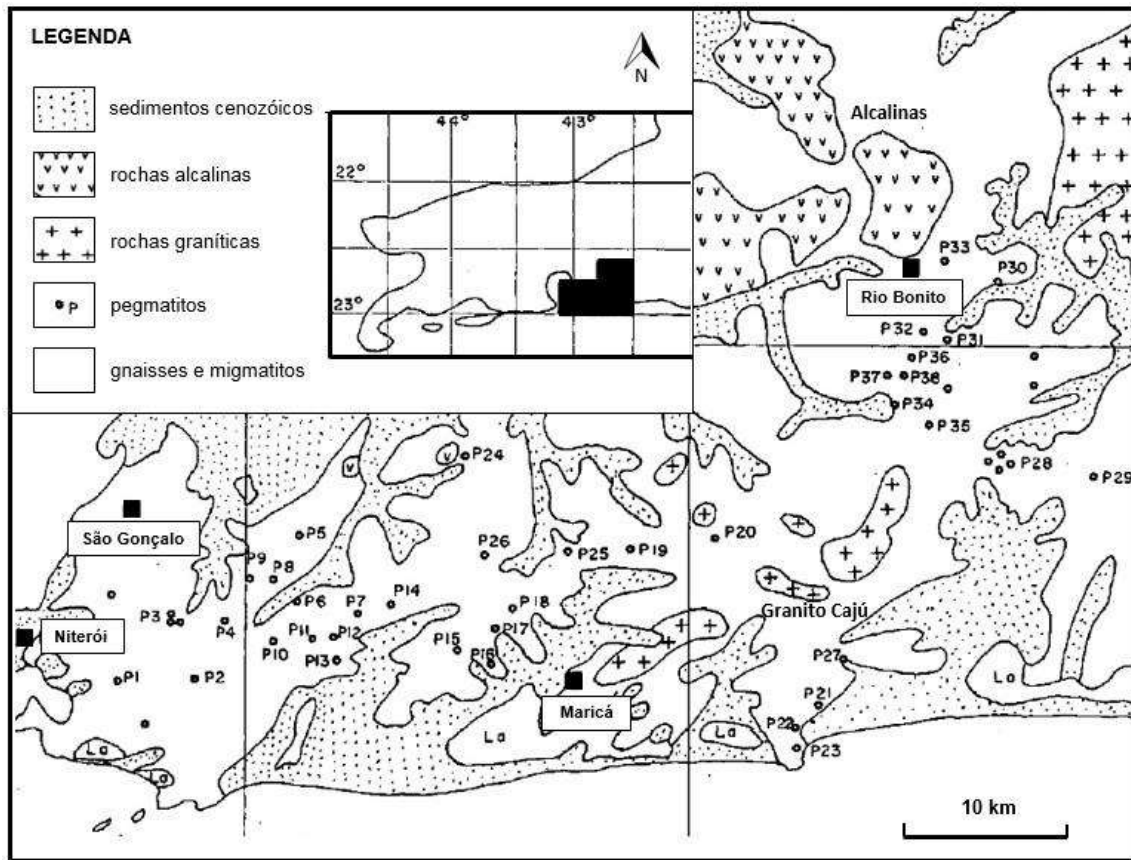 LEGENDA
N
sedimentos cenozóicos
rochas alcalinas
rochas graníticas
P
pegmatitos
gnaisses e migmatitos
44° 43°
22°
23°
Alcalinas
P33
P30
Rio Bonito
P32
P31
P36
P37 P38
P34
P35
P28
P29
P24
São Gonçalo
P5
P26
P25
P19
P20
P9
P8
P6
P7
P14
P18
Granito Cajú
P3
P4
Niterói
P11
P12
P17
P10
P13
P15
P16
P27
P1
P2
Maricá
La
P21
La
La
P22
P23
La
La
10 km